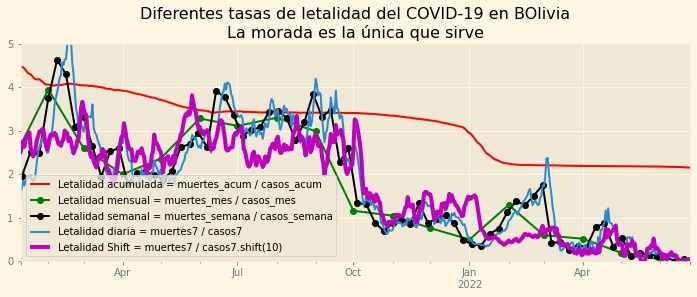 Diferentes tasas de letalidad del COVID-19 en BOlivia
La morada es la única que sirve
5
4
3
2
1
0
Letalidad acumulada = muertes_acum / casos_acum
Letalidad mensual = muertes_mes / casos_mes
Letalidad semanal = muertes_semana / casos_semana
Letalidad diaria = muertes7 / casos7
Letalidad Shift = muertes7 / casos7.shift(10)
Apr Jul Oct Jan Apr
2022